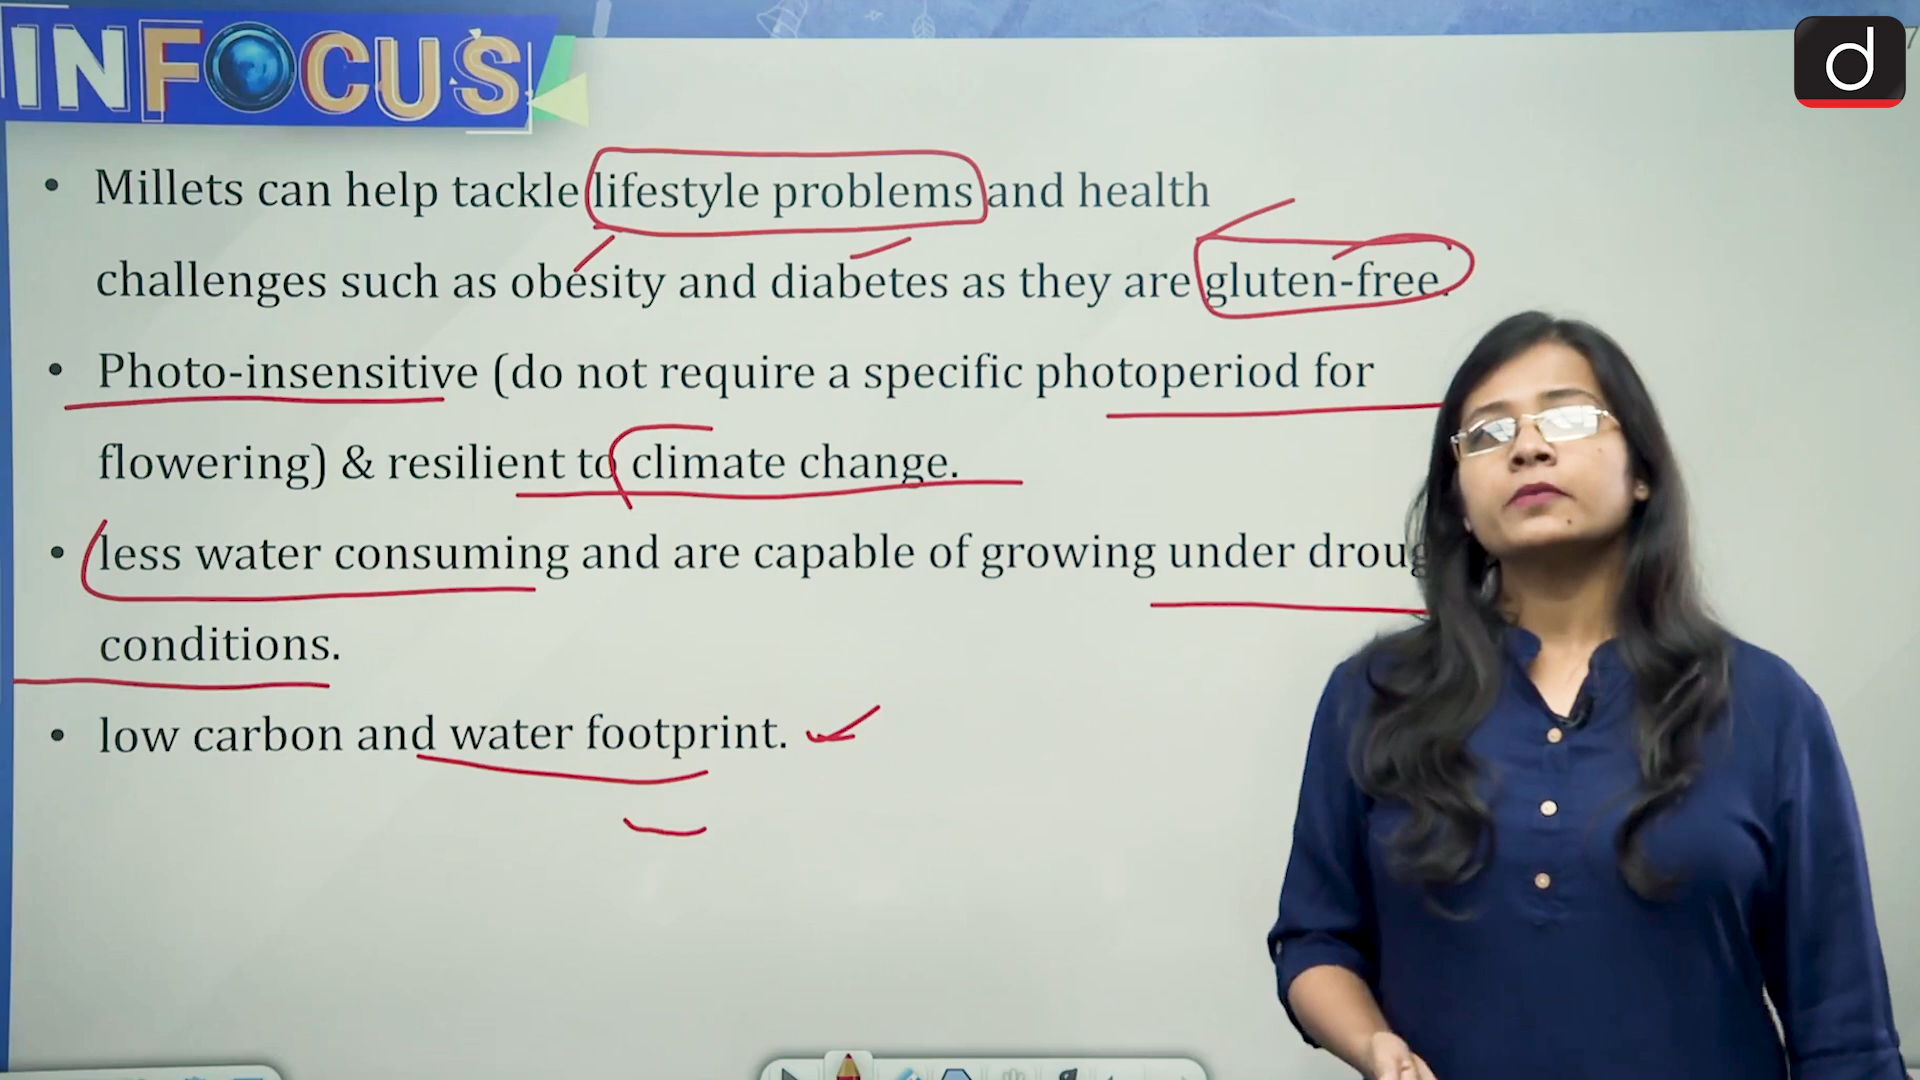 INFOCUS
d
7
• Millets can help tackle lifestyle problems and health
challenges such as obesity and diabetes as they are gluten-free.
• Photo-insensitive (do not require a specific photoperiod for
flowering) & resilient to climate change.
• less water consuming and are capable of growing under
conditions.
• low carbon and water footprint.